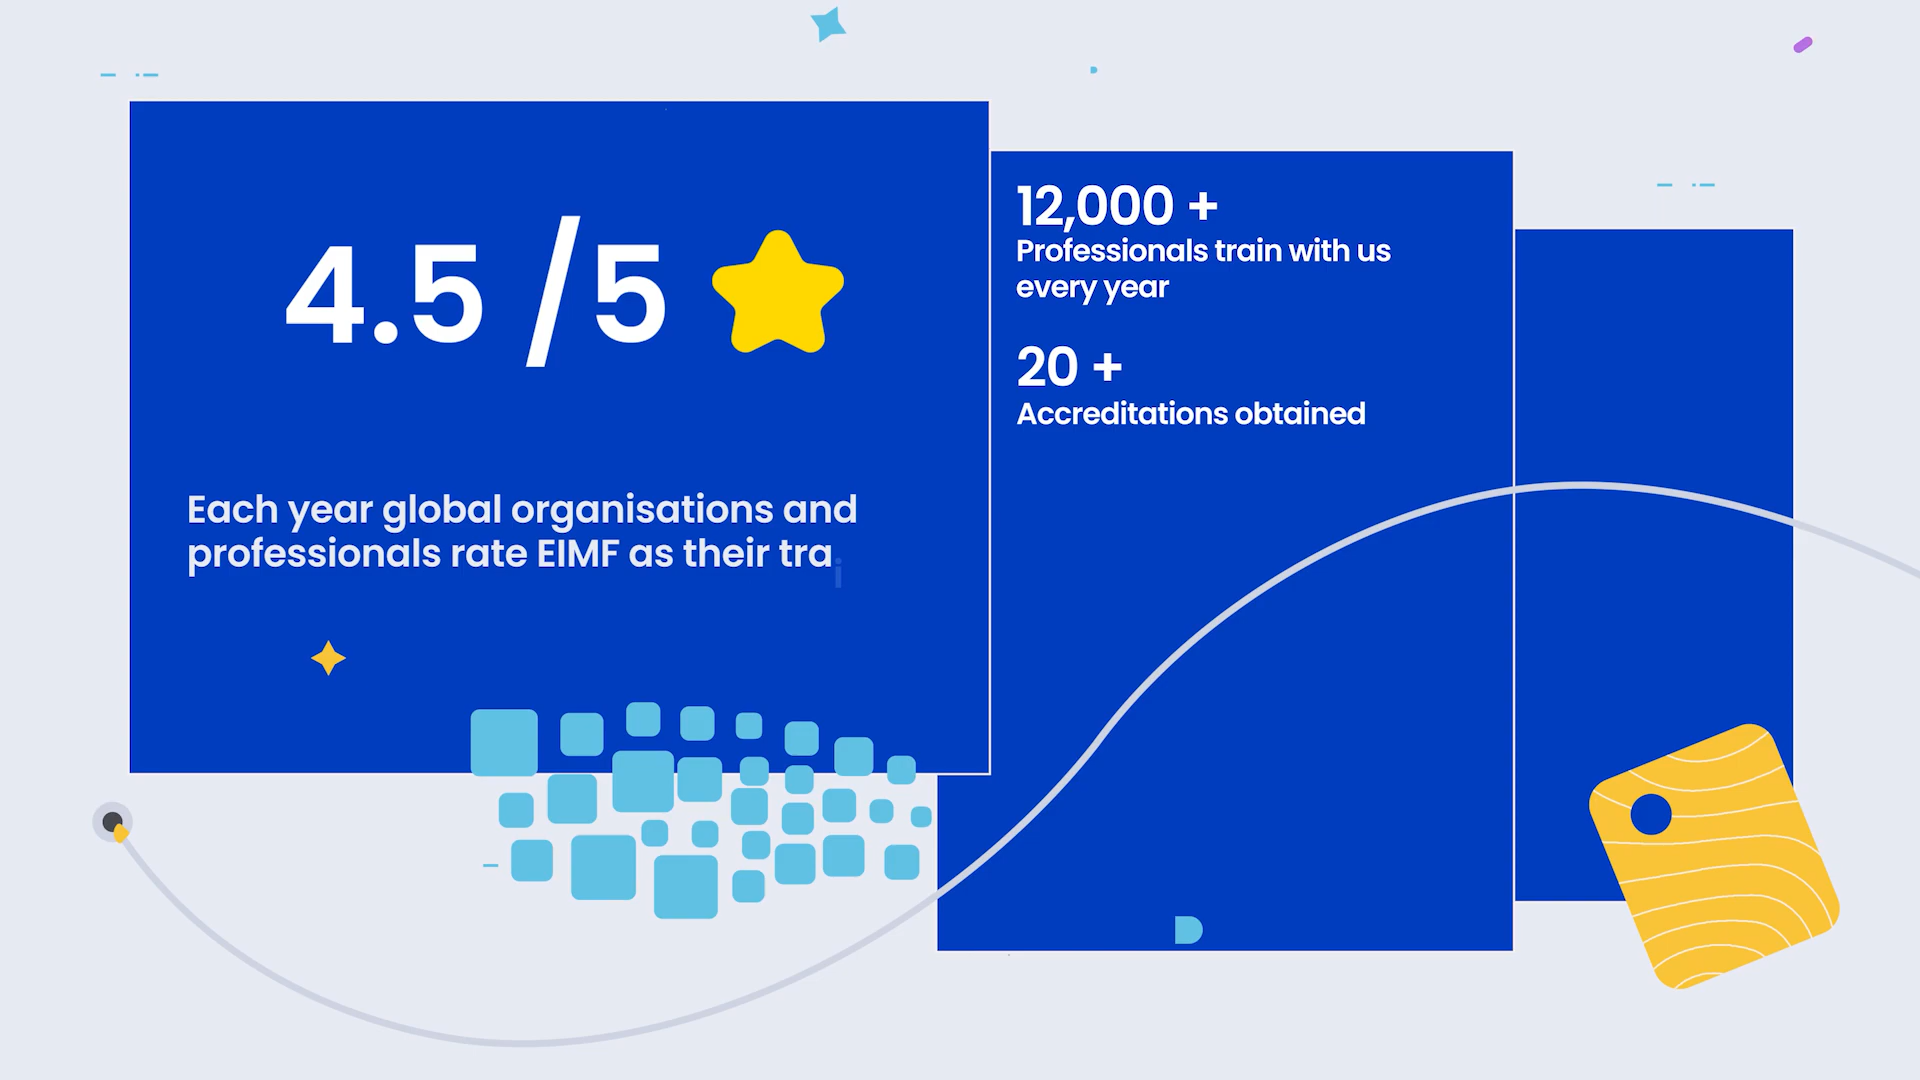 4.5 /5
Each year global organisations and
professionals rate EIMF as their trai
12,000 +
Professionals train with us
every year
20 +
Accreditations obtained